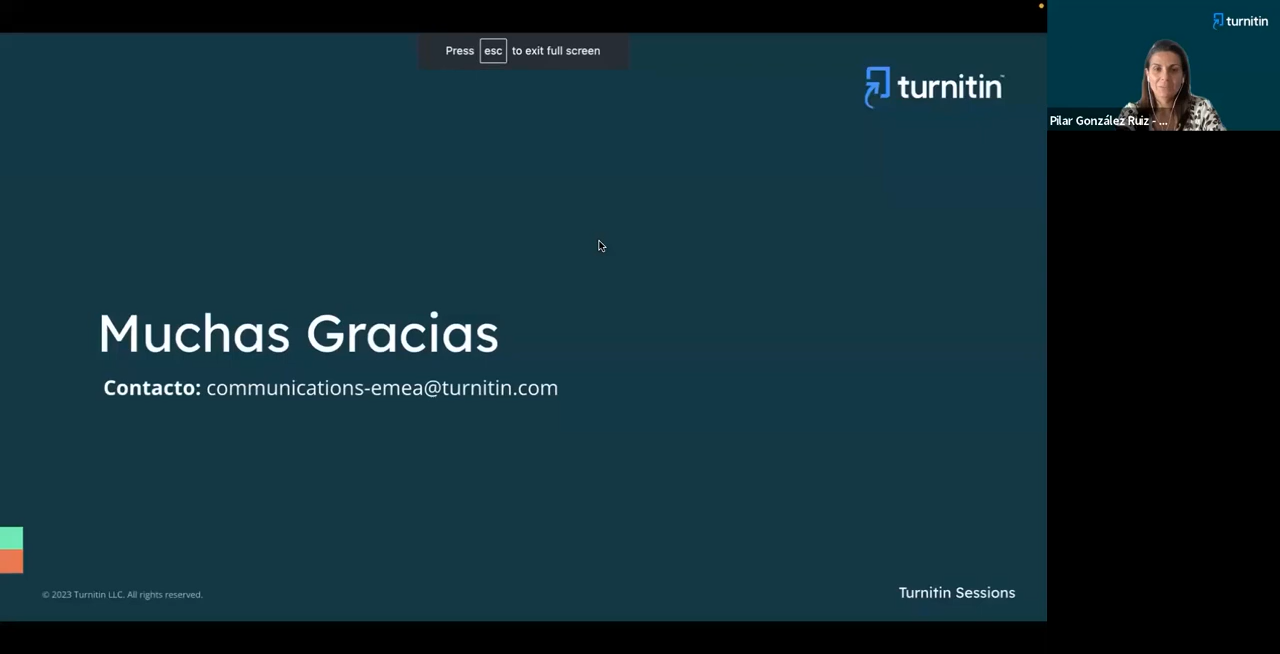 Press esc to exit full screen
turnitin
turnitin
Pilar González Ruiz - ...
Muchas Gracias
Contacto: communications-emea@turnitin.com
© 2023 Turnitin LLC. All rights reserved.
Turnitin Sessions